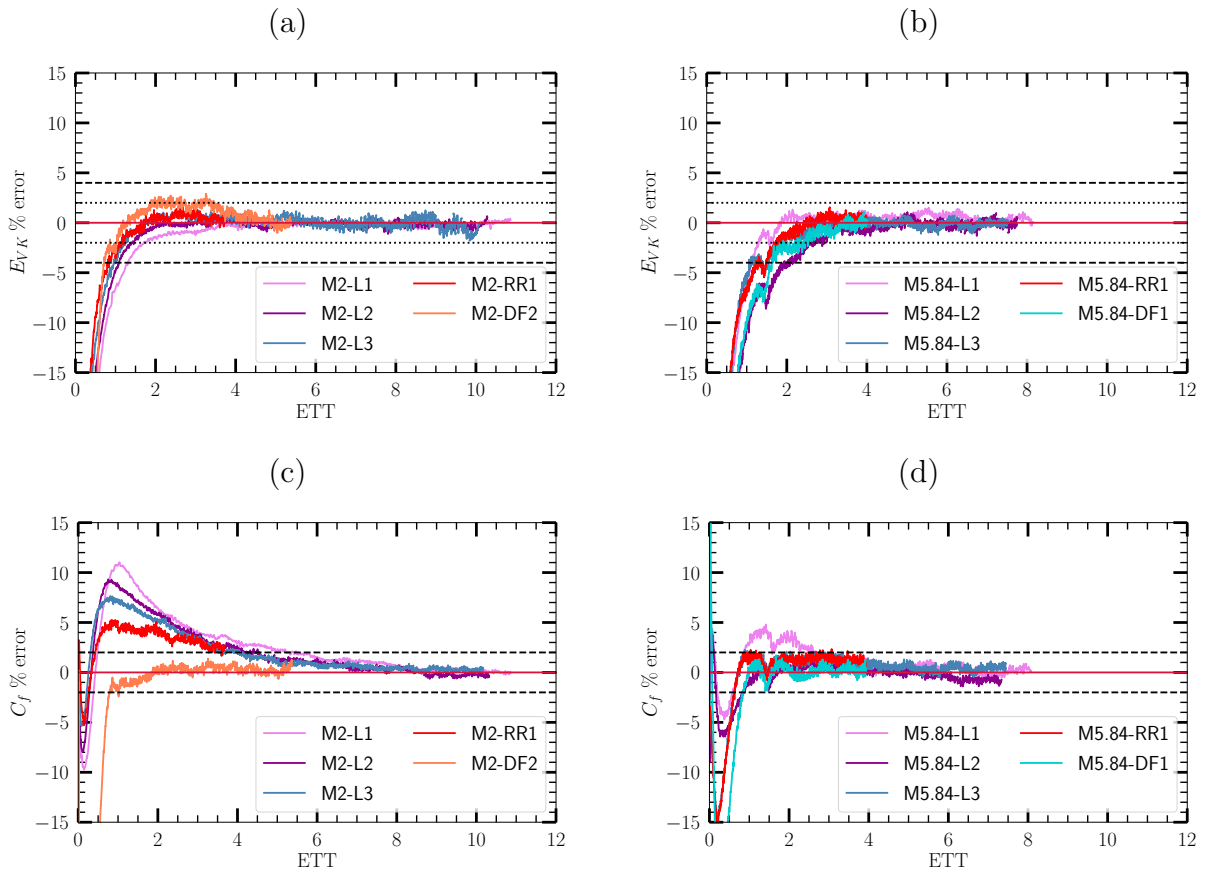 (a)
15
10
5
0
−5
−10
−15
E_VK % error
0 2 4 6 8 10 12
ETT
M2-L1
M2-L2
M2-L3
M2-RR1
M2-DF2
(b)
15
10
5
0
−5
−10
−15
E_VK % error
0 2 4 6 8 10 12
ETT
M5.84-L1
M5.84-L2
M5.84-L3
M5.84-RR1
M5.84-DF1
(c)
15
10
5
0
−5
−10
−15
C_f % error
0 2 4 6 8 10 12
ETT
M2-L1
M2-L2
M2-L3
M2-RR1
M2-DF2
(d)
15
10
5
0
−5
−10
−15
C_f % error
0 2 4 6 8 10 12
ETT
M5.84-L1
M5.84-L2
M5.84-L3
M5.84-RR1
M5.84-DF1